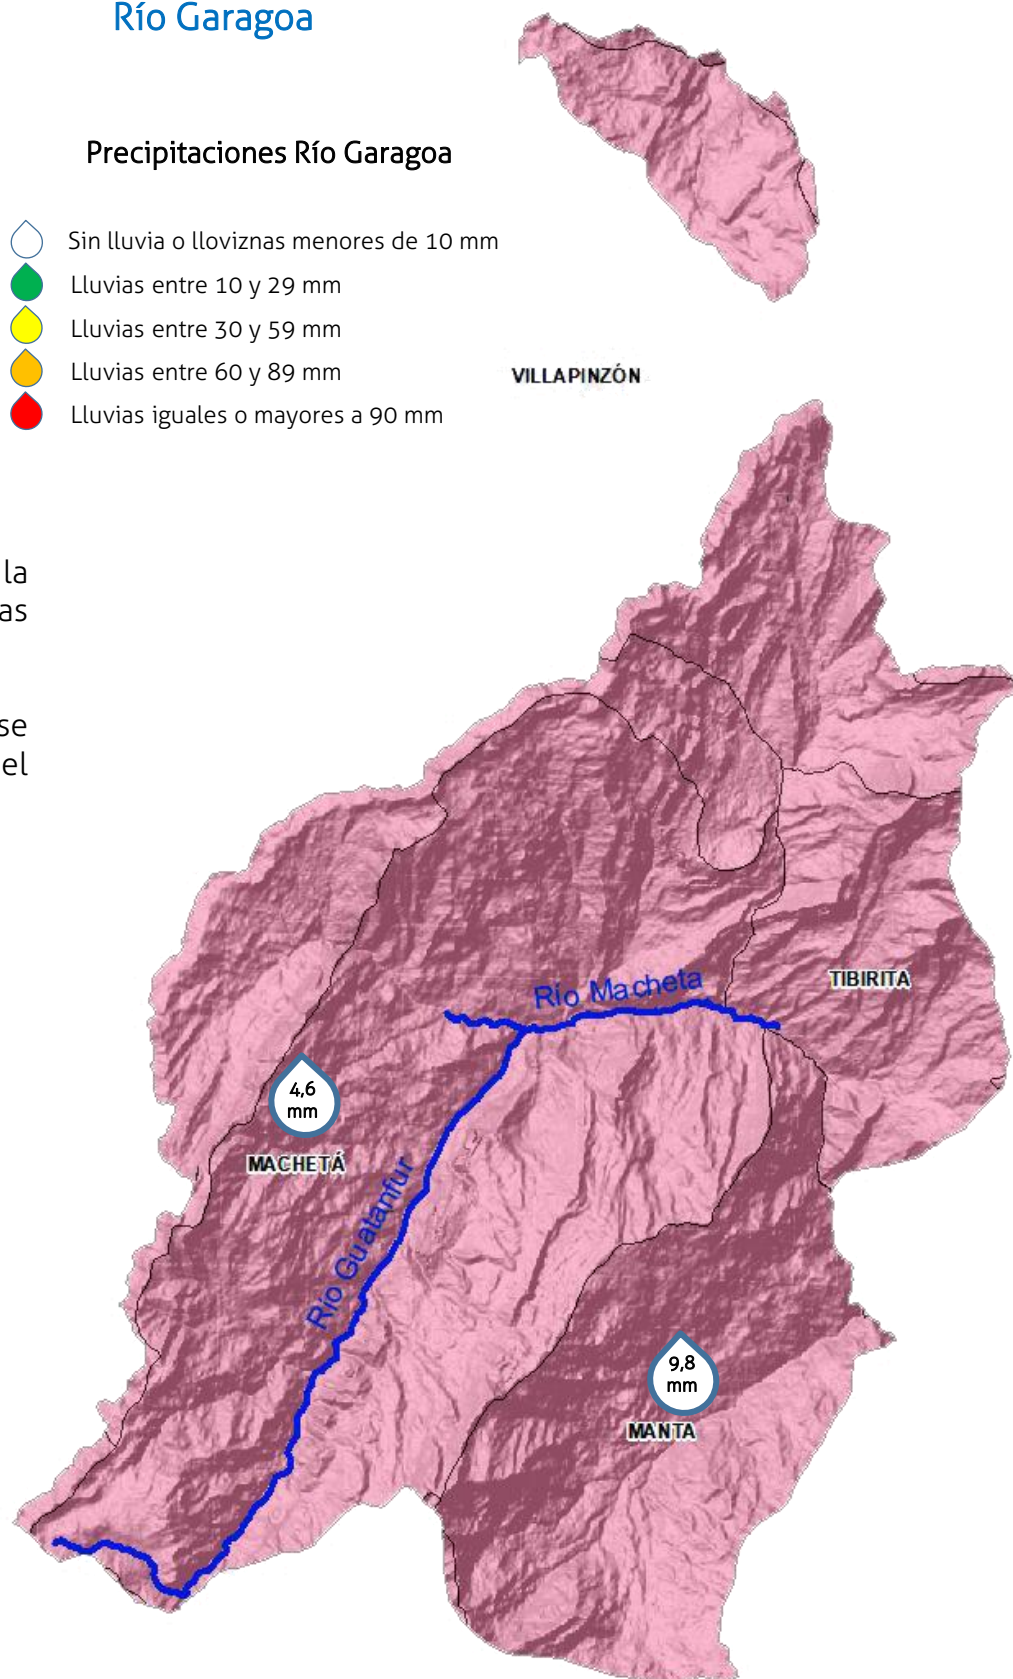 Río Garagoa
Precipitaciones Río Garagoa
Sin lluvia o lloviznas menores de 10 mm
Lluvias entre 10 y 29 mm
Lluvias entre 30 y 59 mm
Lluvias entre 60 y 89 mm
Lluvias iguales o mayores a 90 mm
VILLAPINZÓN
la
as
se
el
TIBIRITA
Río Macheta
4,6
mm
MACHETÁ
Río Guatanfur
9,8
mm
MANTA